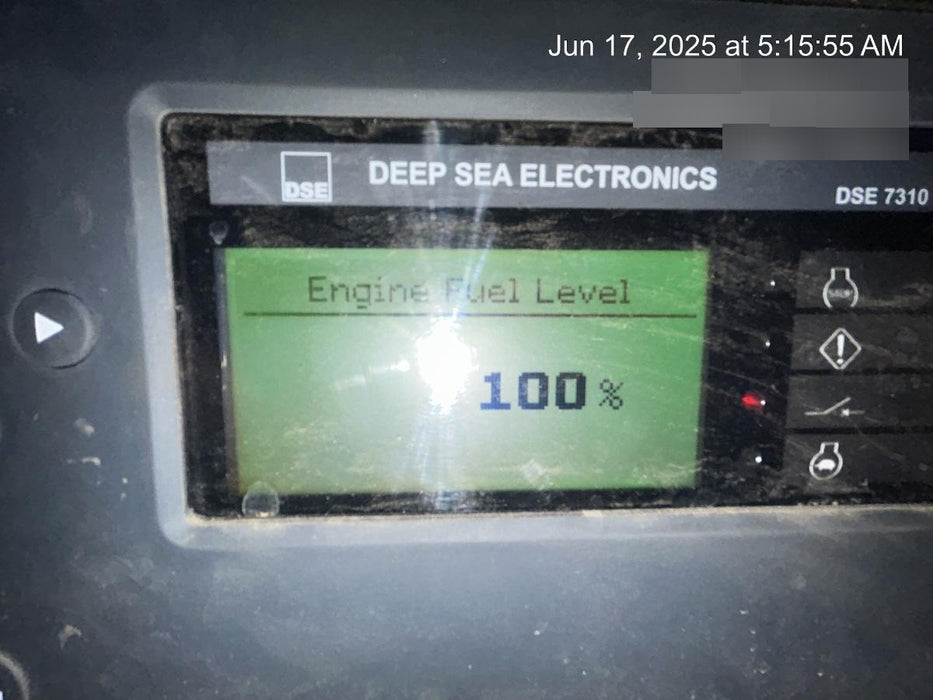 Jun 17, 2025 at 5:15:55 AM
DSE
DEEP SEA ELECTRONICS
DSE 7310
Engine Fuel Level
100%